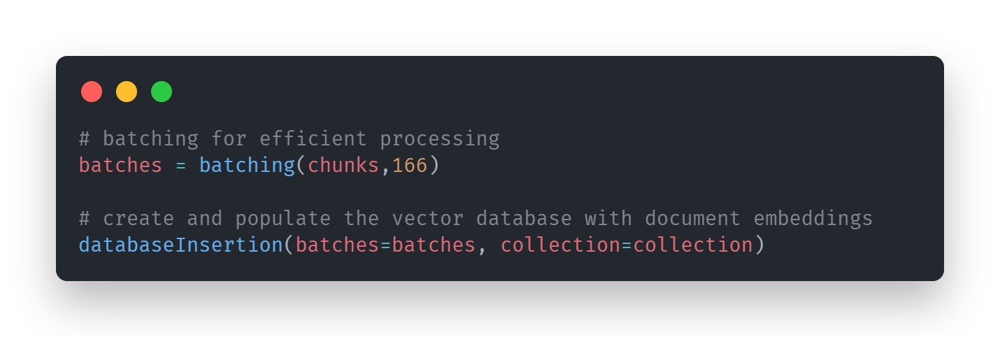 # batching for efficient processing
batches = batching(chunks,166)
# create and populate the vector database with document embeddings
databaseInsertion(batches=batches, collection=collection)